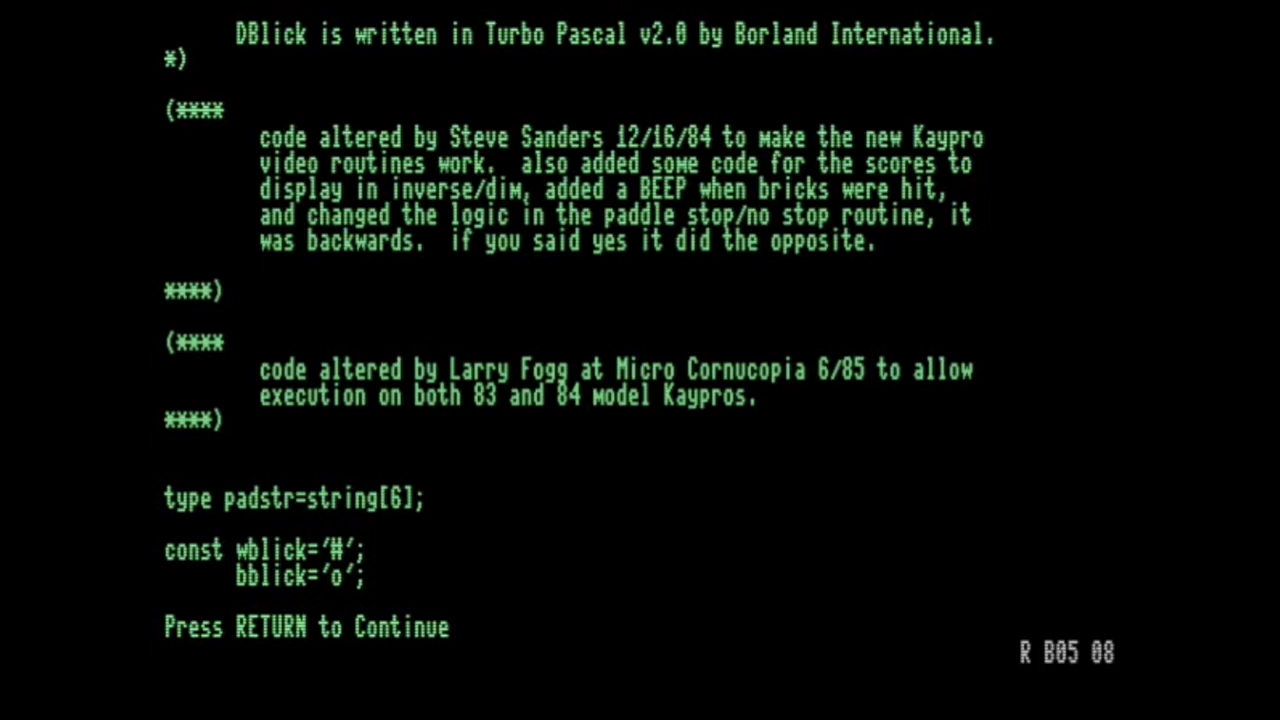 DBlick is written in Turbo Pascal v2.0 by Borland International.
*)
(****
code altered by Steve Sanders 12/16/84 to make the new Kaypro
video routines work.  also added some code for the scores to
display in inverse/dim, added a BEEP when bricks were hit,
and changed the logic in the paddle stop/no stop routine, it
was backwards.  if you said yes it did the opposite.
****)
(****
code altered by Larry Fogg at Micro Cornucopia 6/85 to allow
execution on both 83 and 84 model Kaypros.
****)
type padstr=string[6];
const wblick='#';
bblick='o';
Press RETURN to Continue
R B05 08